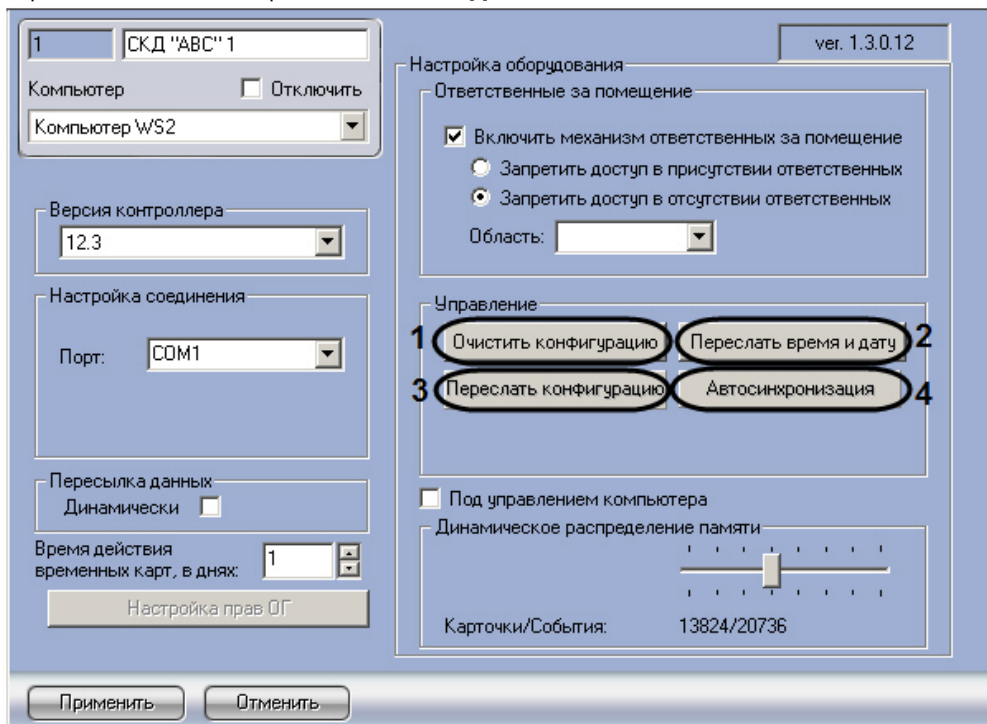 1 СКД "ABC" 1
Компьютер Отключить
Компьютер WS2
Версия контроллера
12.3
Настройка соединения
Порт: COM1
Пересылка данных
Динамически
Время действия
временных карт, в днях: 1
Настройка прав ОГ
ver. 1.3.0.12
Настройка оборудования
Ответственные за помещение
Включить механизм ответственных за помещение
Запретить доступ в присутствии ответственных
Запретить доступ в отсутствии ответственных
Область:
Управление
1 Очистить конфигурацию Переслать время и дату 2
3 Переслать конфигурацию Автосинхронизация 4
Под управлением компьютера
Динамическое распределение памяти
Карточки/События: 13824/20736
Применить Отменить